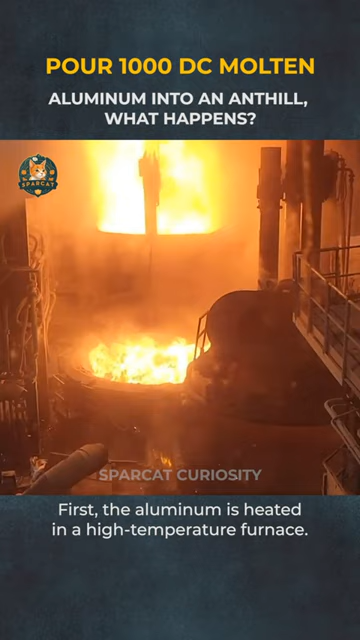 POUR 1000 DC MOLTEN
ALUMINUM INTO AN ANTHILL,
WHAT HAPPENS?
SPARCAT
SPARCAT CURIOSITY
First, the aluminum is heated
in a high-temperature furnace.